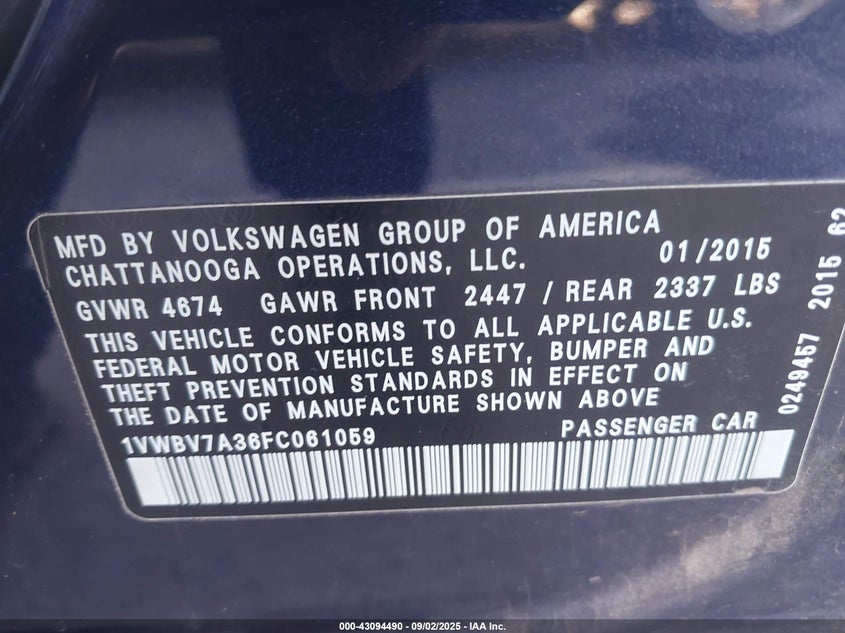 MFD BY VOLKSWAGEN GROUP OF AMERICA
CHATTANOOGA OPERATIONS, LLC. 01/2015
GVWR 4674 GAWR FRONT 2447 / REAR 2337 LBS
THIS VEHICLE CONFORMS TO ALL APPLICABLE U.S.
FEDERAL MOTOR VEHICLE SAFETY, BUMPER AND
THEFT PREVENTION STANDARDS IN EFFECT ON
THE DATE OF MANUFACTURE SHOWN ABOVE
1VWBV7A36FC061059 PASSENGER CAR
0249457 2015 62
000-43094490 - 09/02/2025 - IAA Inc.